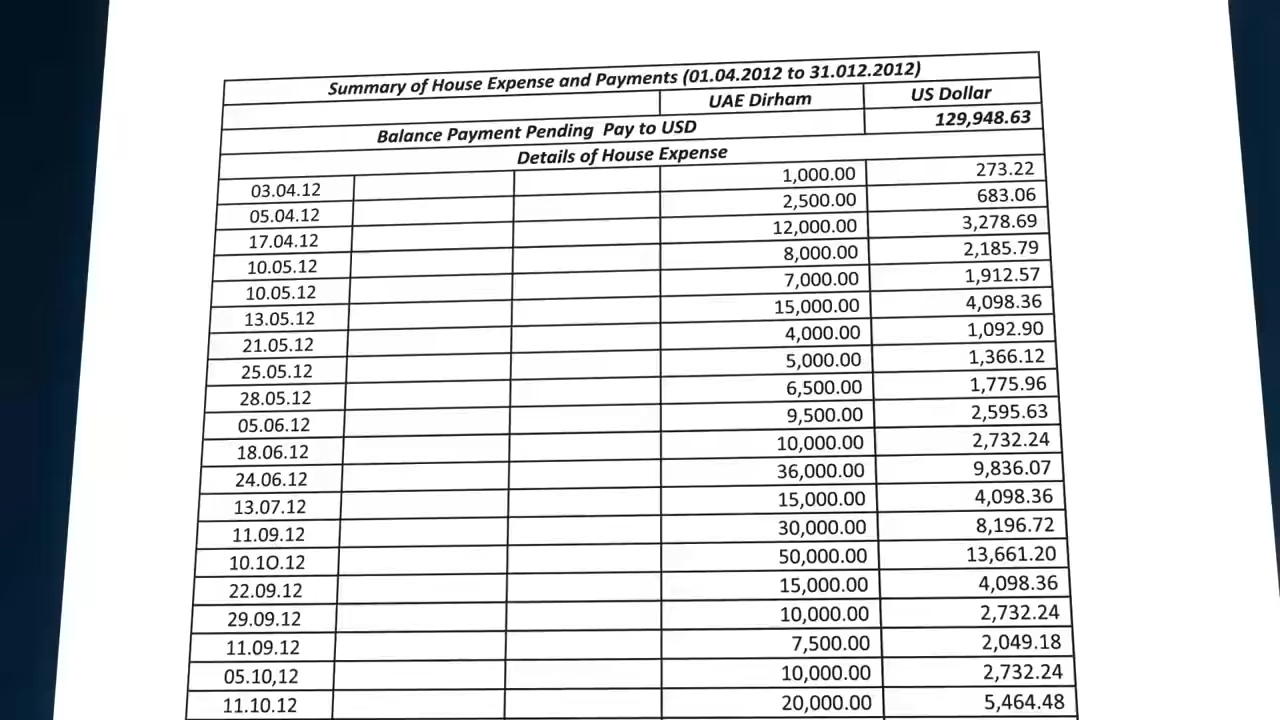 Summary of House Expense and Payments (01.04.2012 to 31.012.2012)
UAE Dirham US Dollar
Balance Payment Pending Pay to USD 129,948.63
Details of House Expense
03.04.12 1,000.00 273.22
05.04.12 2,500.00 683.06
17.04.12 12,000.00 3,278.69
10.05.12 8,000.00 2,185.79
10.05.12 7,000.00 1,912.57
13.05.12 15,000.00 4,098.36
21.05.12 4,000.00 1,092.90
25.05.12 5,000.00 1,366.12
28.05.12 6,500.00 1,775.96
05.06.12 9,500.00 2,595.63
18.06.12 10,000.00 2,732.24
24.06.12 36,000.00 9,836.07
13.07.12 15,000.00 4,098.36
11.09.12 30,000.00 8,196.72
10.1O.12 50,000.00 13,661.20
22.09.12 15,000.00 4,098.36
29.09.12 10,000.00 2,732.24
11.09.12 7,500.00 2,049.18
05.10,12 10,000.00 2,732.24
11.10.12 20,000.00 5,464.48